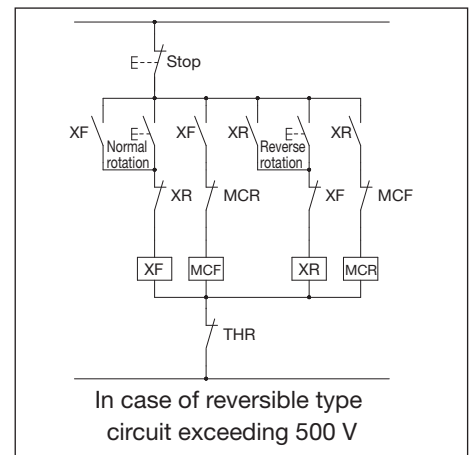 Stop
XF
Normal
rotation
XF
XR
Reverse
rotation
XR
XR
MCR
XF
MCF
XF
MCF
XR
MCR
THR
In case of reversible type
circuit exceeding 500 V